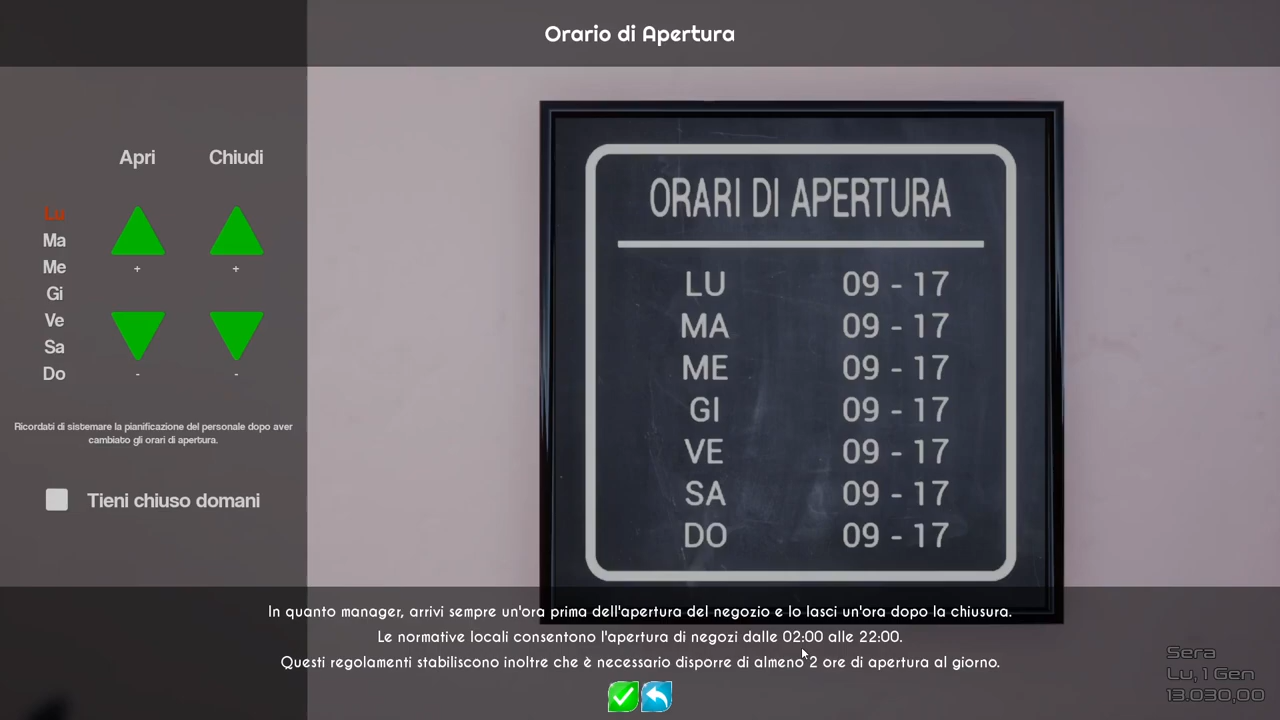 Orario di Apertura
Apri Chiudi
Lu
Ma
Me
Gi
Ve
Sa
Do
+ +
- -
Ricordati di sistemare la pianificazione del personale dopo aver
cambiato gli orari di apertura.
Tieni chiuso domani
ORARI DI APERTURA
LU 09 - 17
MA 09 - 17
ME 09 - 17
GI 09 - 17
VE 09 - 17
SA 09 - 17
DO 09 - 17
In quanto manager, arrivi sempre un'ora prima dell'apertura del negozio e lo lasci un'ora dopo la chiusura.
Le normative locali consentono l'apertura di negozi dalle 02:00 alle 22:00.
Questi regolamenti stabiliscono inoltre che è necessario disporre di almeno 2 ore di apertura al giorno.
Sera
Lu, 1 Gen
13.030,00